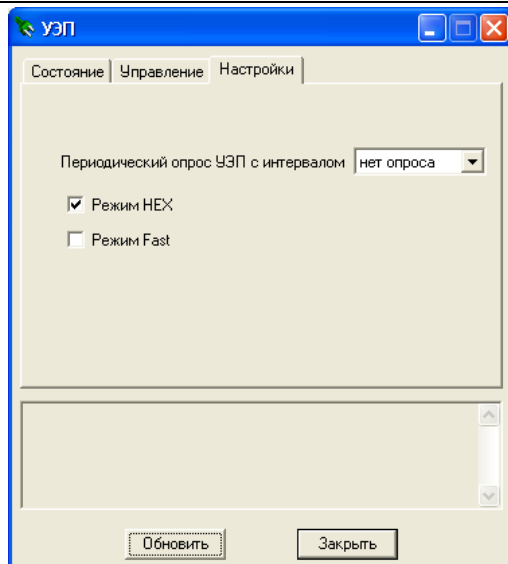 УЭП
Состояние Управление Настройки
Периодический опрос УЭП с интервалом нет опроса
Режим HEX
Режим Fast
Обновить Закрыть